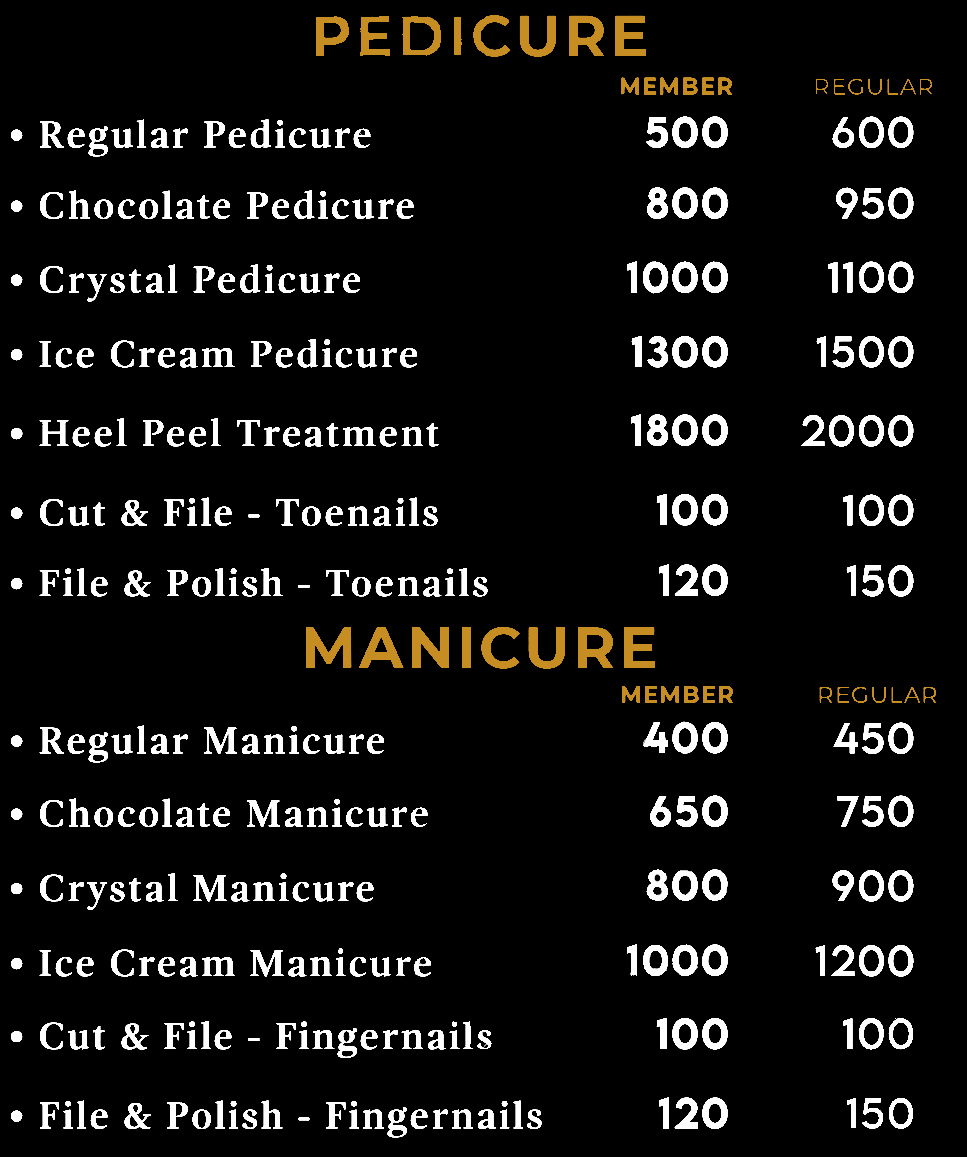 PEDICURE
MEMBER REGULAR
• Regular Pedicure 500 600
• Chocolate Pedicure 800 950
• Crystal Pedicure 1000 1100
• Ice Cream Pedicure 1300 1500
• Heel Peel Treatment 1800 2000
• Cut & File - Toenails 100 100
• File & Polish - Toenails 120 150
MANICURE
MEMBER REGULAR
• Regular Manicure 400 450
• Chocolate Manicure 650 750
• Crystal Manicure 800 900
• Ice Cream Manicure 1000 1200
• Cut & File - Fingernails 100 100
• File & Polish - Fingernails 120 150